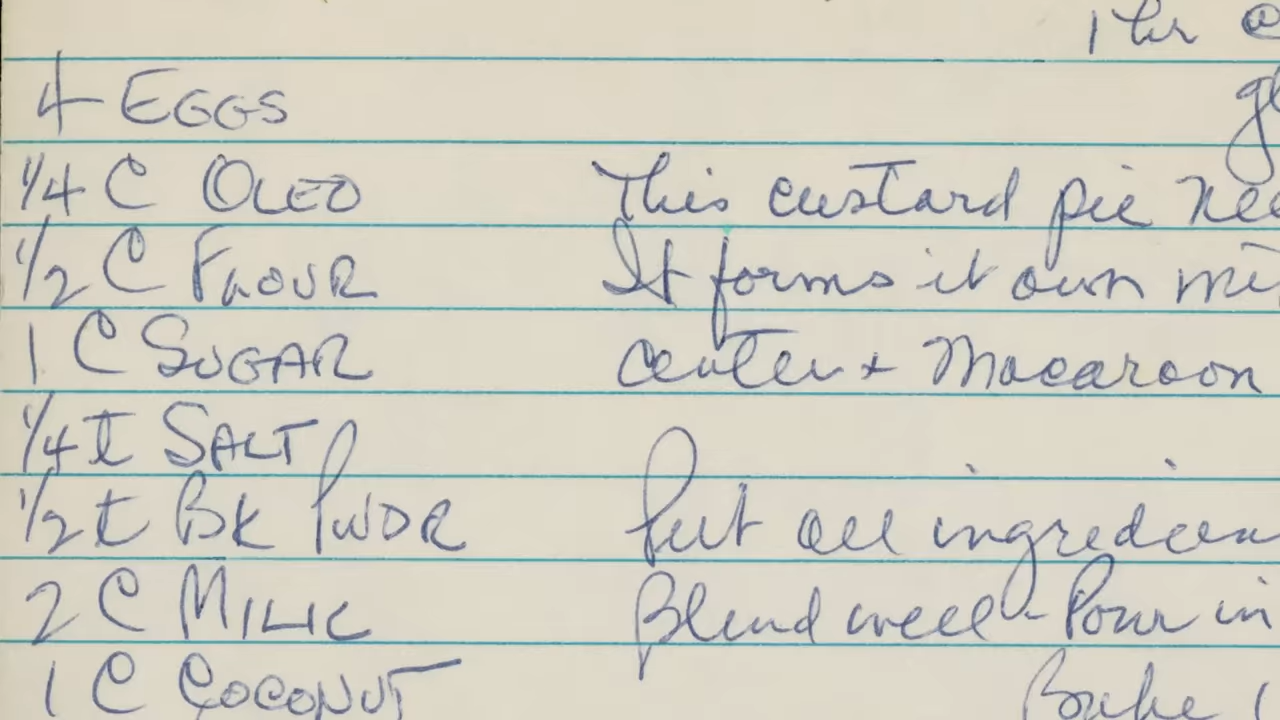 1 hr @
4 EGGS
1/4 C OLEO This custard pie
1/2 C FLOUR It forms it own
1 C SUGAR center + Macaroon
1/4 t SALT
1/2 t BK PWDR Put all
2 C MILK Blend well - Pour in
1 C COCONUT Bake 1